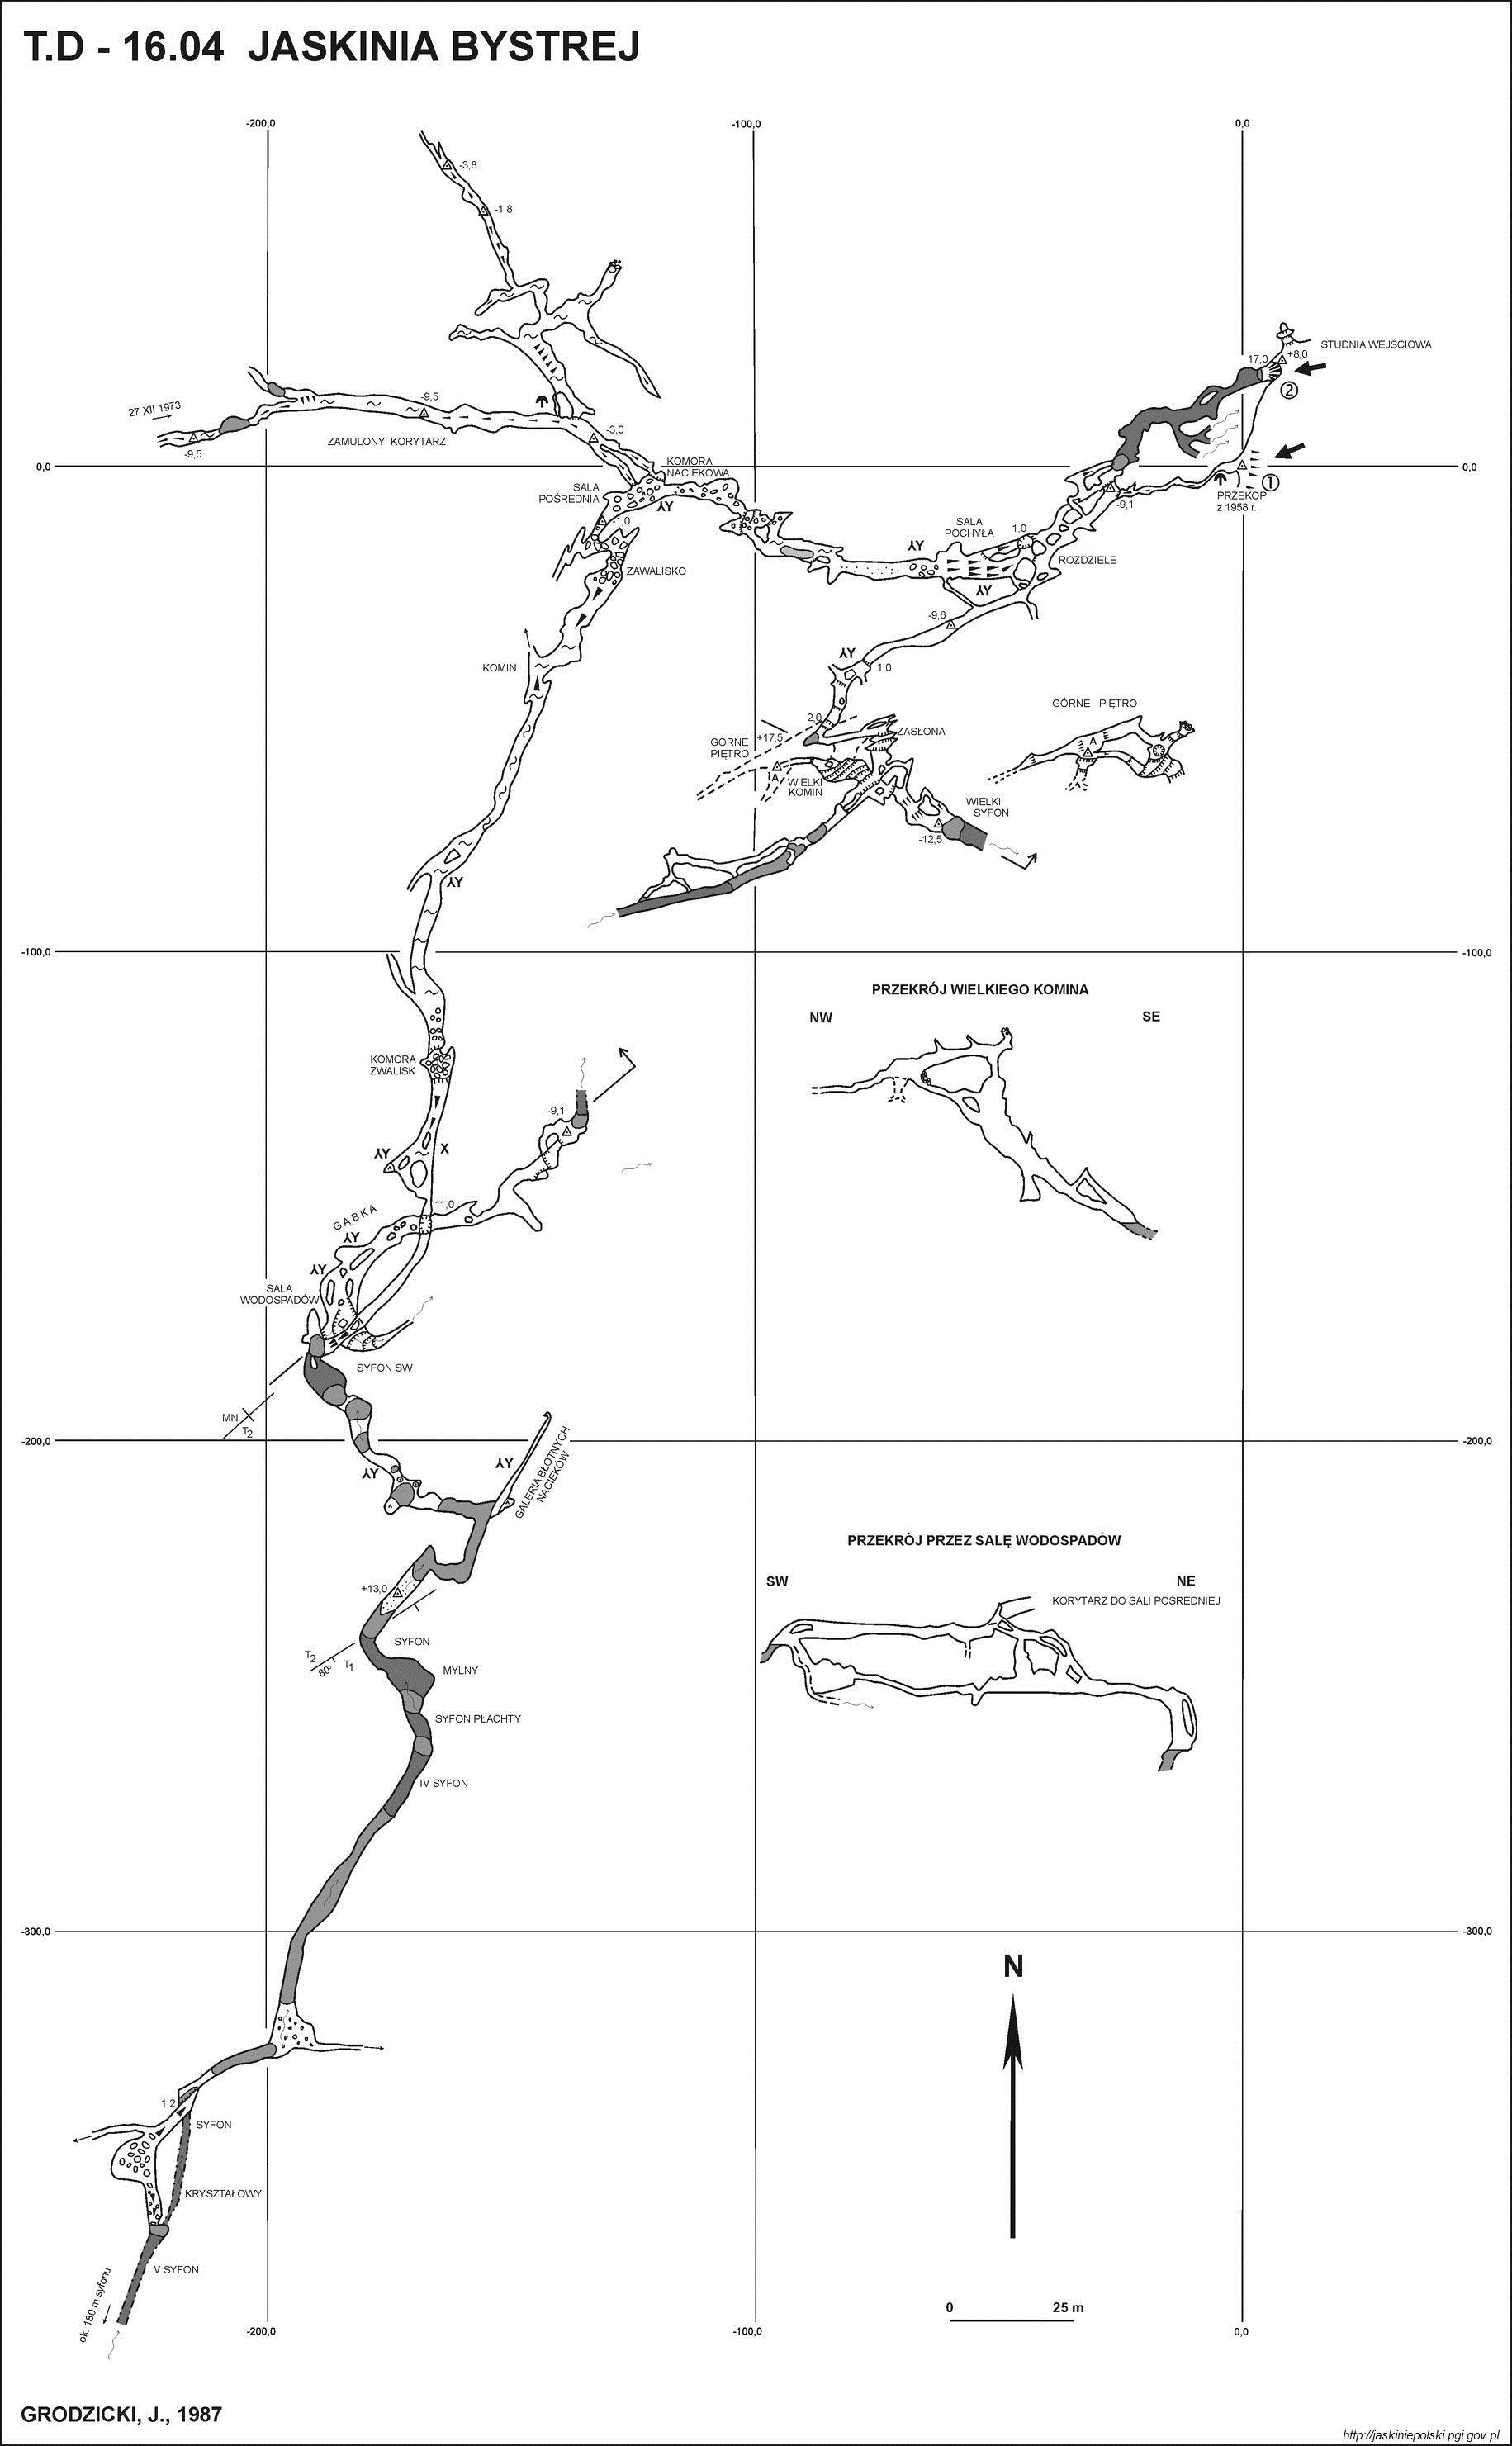 T.D - 16.04 JASKINIA BYSTREJ
-200,0
-100,0
0,0
-3,8
-1,8
STUDNIA WEJŚCIOWA
17,0
+8,0
2
-9,5
27 XII 1973
-3,0
ZAMULONY KORYTARZ
-9,5
0,0
KOMORA
NACIEKOWA
0,0
1
PRZEKOP
z 1958 r.
-9,1
SALA
POŚREDNIA
-1,0
SALA
POCHYŁA
1,0
ROZDZIELE
ZAWALISKO
-9,6
KOMIN
1,0
GÓRNE PIĘTRO
2,0
ZASŁONA
+17,5
GÓRNE
PIĘTRO
A
A
WIELKI
KOMIN
WIELKI
SYFON
-12,5
-100,0
-100,0
PRZEKRÓJ WIELKIEGO KOMINA
NW
SE
KOMORA
ZWALISK
-9,1
X
11,0
GĄBKA
SALA
WODOSPADÓW
SYFON SW
MN
T2
-200,0
-200,0
GALERIA BŁOTNYCH
NACIEKÓW
PRZEKRÓJ PRZEZ SALĘ WODOSPADÓW
SW
NE
+13,0
KORYTARZ DO SALI POŚREDNIEJ
SYFON
T2
80°
T1
MYLNY
SYFON PŁACHTY
IV SYFON
-300,0
-300,0
N
1,2
SYFON
KRYSZTAŁOWY
V SYFON
ok. 180 m syfonu
0
25 m
-200,0
-100,0
0,0
GRODZICKI, J., 1987
http://jaskiniepolski.pgi.gov.pl